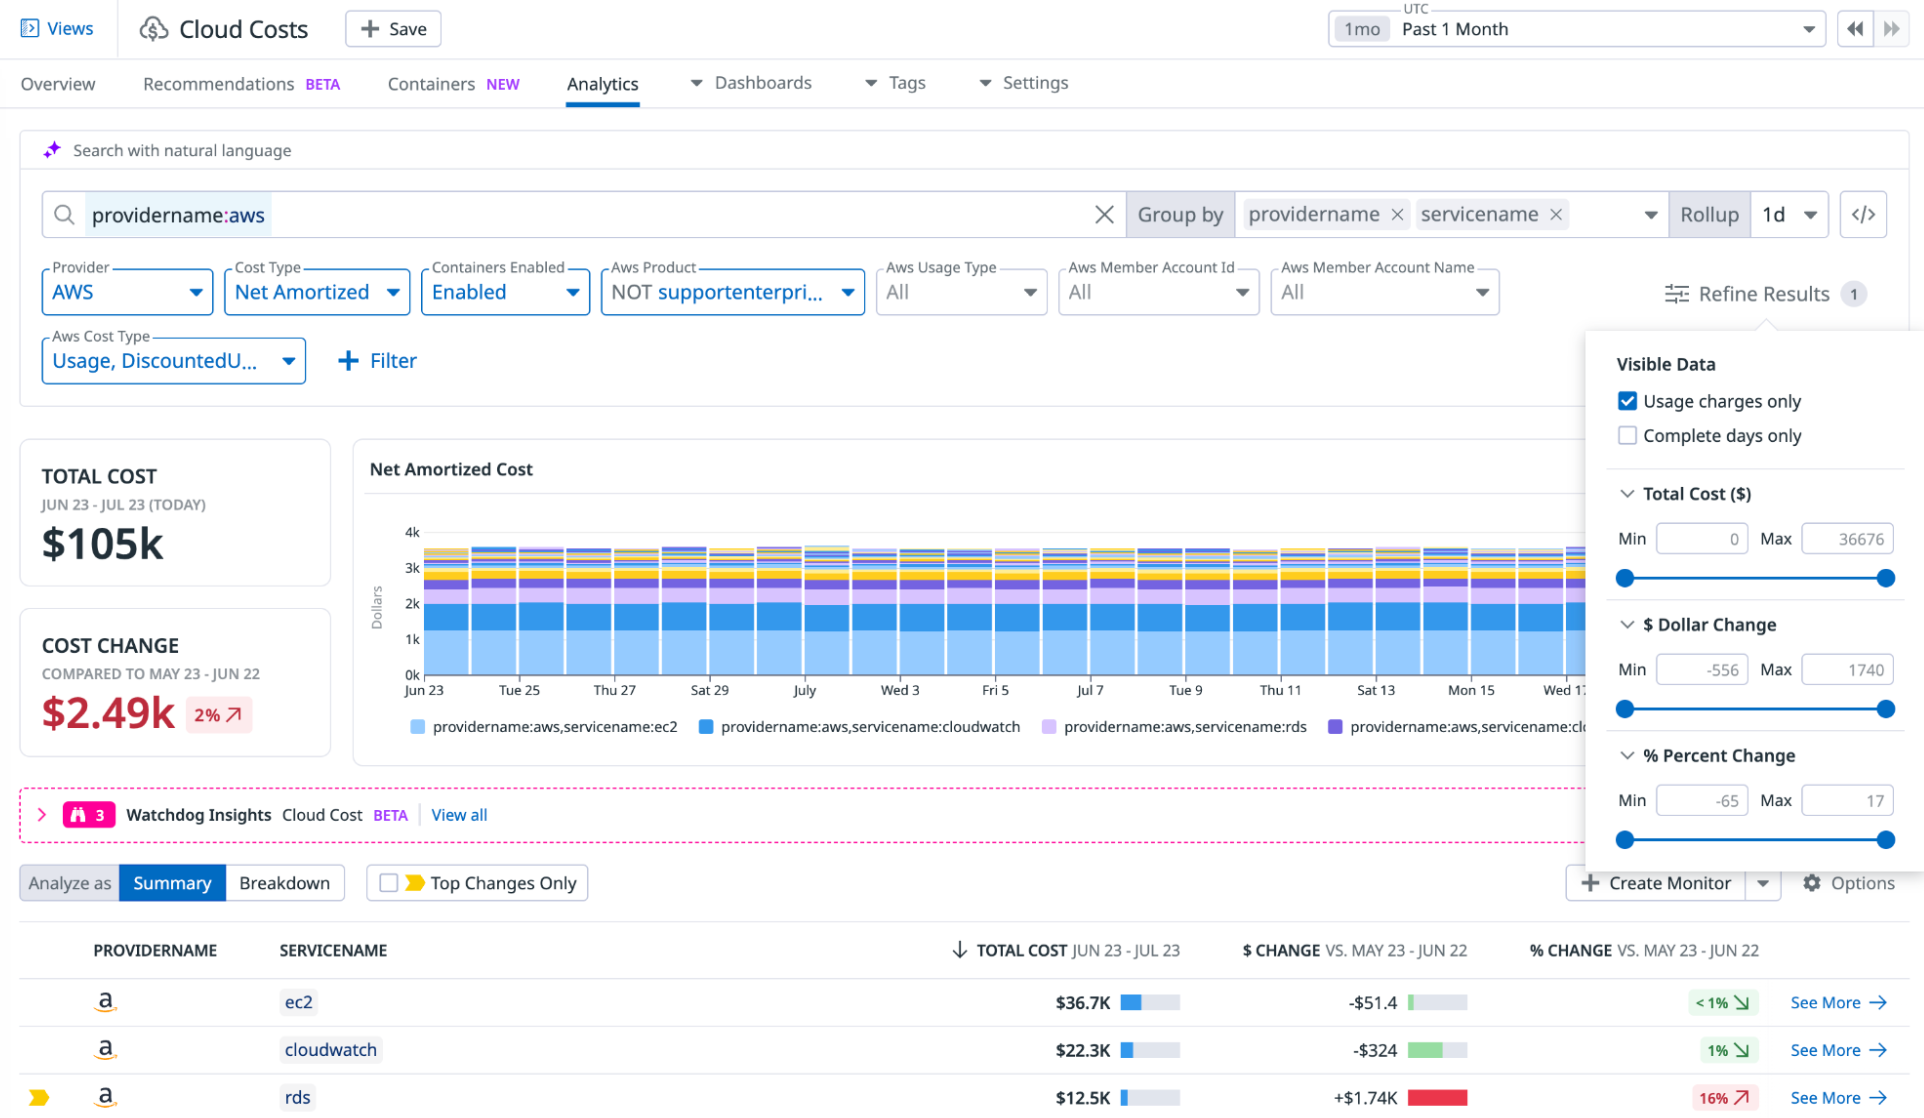 Views
Cloud Costs
Save
UTC
1mo Past 1 Month
Overview
Recommendations BETA
Containers NEW
Analytics
Dashboards
Tags
Settings
Search with natural language
providername:aws
Group by
providername
servicename
Rollup
1d
</>
Provider
AWS
Cost Type
Net Amortized
Containers Enabled
Enabled
Aws Product
NOT supportenterpri...
Aws Usage Type
All
Aws Member Account Id
All
Aws Member Account Name
All
Refine Results 1
Aws Cost Type
Usage, DiscountedU...
Filter
Visible Data
Usage charges only
Complete days only
Total Cost ($)
Min 0 Max 36676
$ Dollar Change
Min -556 Max 1740
% Percent Change
Min -65 Max 17
TOTAL COST
JUN 23 - JUL 23 (TODAY)
$105k
COST CHANGE
COMPARED TO MAY 23 - JUN 22
$2.49k 2%
Net Amortized Cost
Dollars
4k
3k
2k
1k
0k
Jun 23 Tue 25 Thu 27 Sat 29 July Wed 3 Fri 5 Jul 7 Tue 9 Thu 11 Sat 13 Mon 15
providername:aws,servicename:ec2 providername:aws,servicename:cloudwatch providername:aws,servicename:rds
3 Watchdog Insights Cloud Cost BETA View all
Analyze as Summary Breakdown
Top Changes Only
Create Monitor
Options
PROVIDERNAME SERVICENAME TOTAL COST JUN 23 - JUL 23 $ CHANGE VS. MAY 23 - JUN 22 % CHANGE VS. MAY 23 - JUN 22
a ec2 $36.7K -$51.4 < 1% See More
a cloudwatch $22.3K -$324 1% See More
a rds $12.5K +$1.74K 16% See More